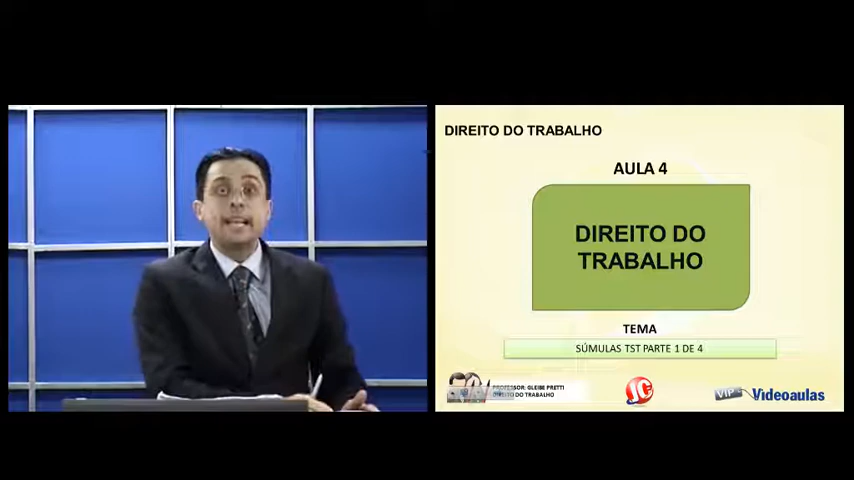 DIREITO DO TRABALHO
AULA 4
DIREITO DO
TRABALHO
TEMA
SÚMULAS TST PARTE 1 DE 4
PROFESSOR: GLEIBE PRETTI
DIREITO DO TRABALHO
JC
VIP Videoaulas